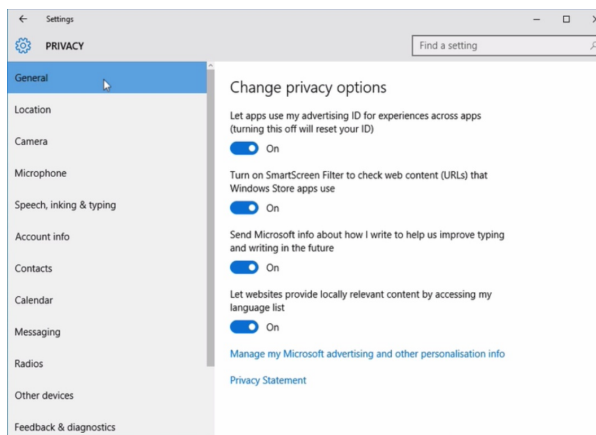 Settings
PRIVACY
Find a setting
General
Location
Camera
Microphone
Speech, inking & typing
Account info
Contacts
Calendar
Messaging
Radios
Other devices
Feedback & diagnostics
Change privacy options
Let apps use my advertising ID for experiences across apps
(turning this off will reset your ID)
On
Turn on SmartScreen Filter to check web content (URLs) that
Windows Store apps use
On
Send Microsoft info about how I write to help us improve typing
and writing in the future
On
Let websites provide locally relevant content by accessing my
language list
On
Manage my Microsoft advertising and other personalisation info
Privacy Statement